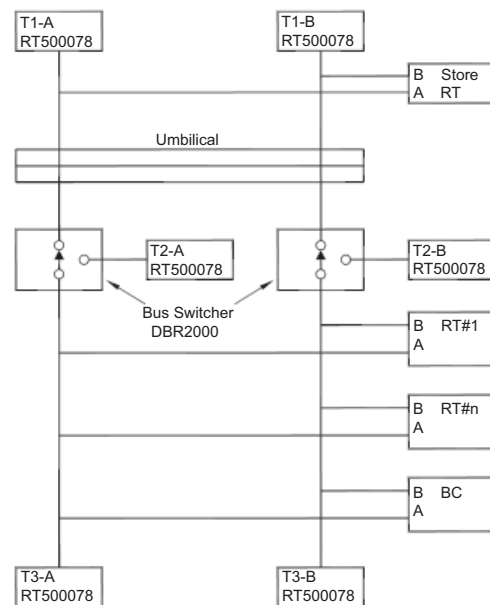 T1-A
RT500078
T1-B
RT500078
B Store
A RT
Umbilical
T2-A
RT500078
T2-B
RT500078
Bus Switcher
DBR2000
B RT#1
A
B RT#n
A
B BC
A
T3-A
RT500078
T3-B
RT500078